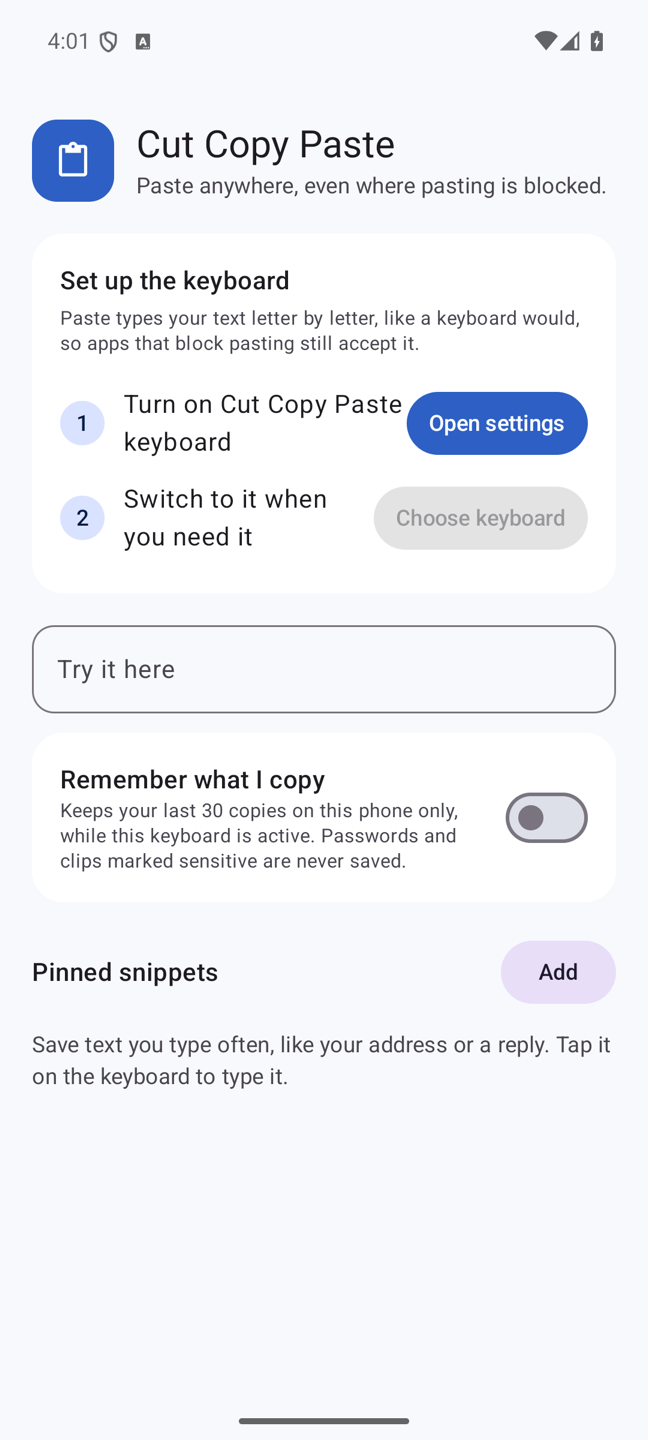 4:01
Cut Copy Paste
Paste anywhere, even where pasting is blocked.
Set up the keyboard
Paste types your text letter by letter, like a keyboard would,
so apps that block pasting still accept it.
1
Turn on Cut Copy Paste
keyboard
Open settings
2
Switch to it when
you need it
Choose keyboard
Try it here
Remember what I copy
Keeps your last 30 copies on this phone only,
while this keyboard is active. Passwords and
clips marked sensitive are never saved.
Pinned snippets
Add
Save text you type often, like your address or a reply. Tap it
on the keyboard to type it.